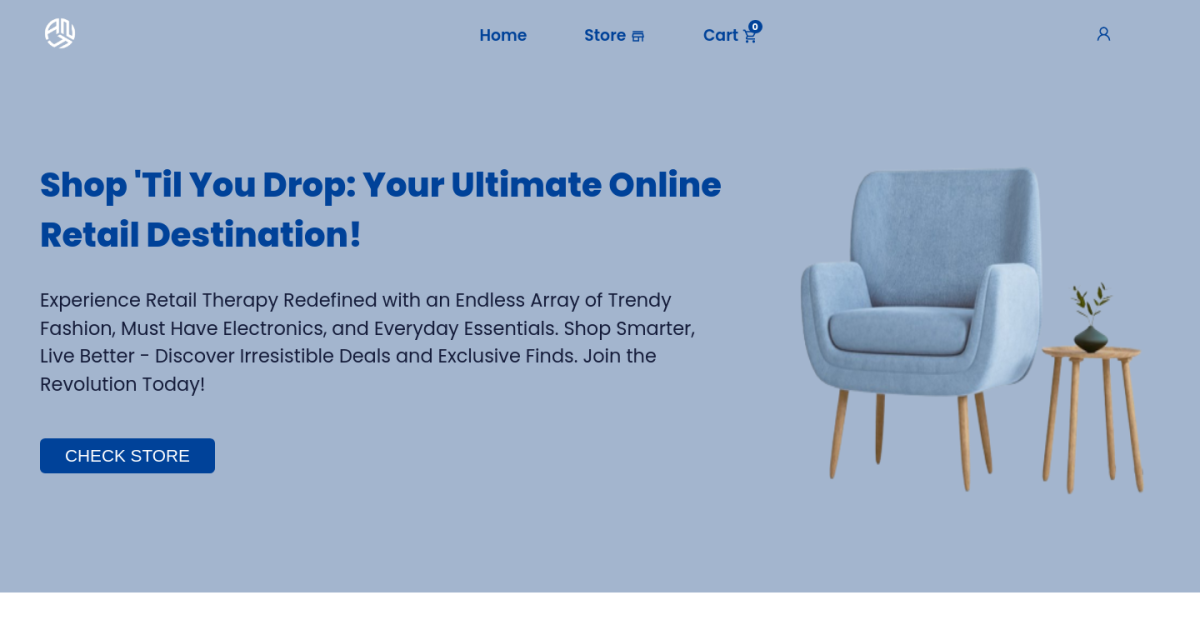 Home
Store
Cart
0
Shop 'Til You Drop: Your Ultimate Online
Retail Destination!
Experience Retail Therapy Redefined with an Endless Array of Trendy
Fashion, Must Have Electronics, and Everyday Essentials. Shop Smarter,
Live Better - Discover Irresistible Deals and Exclusive Finds. Join the
Revolution Today!
CHECK STORE